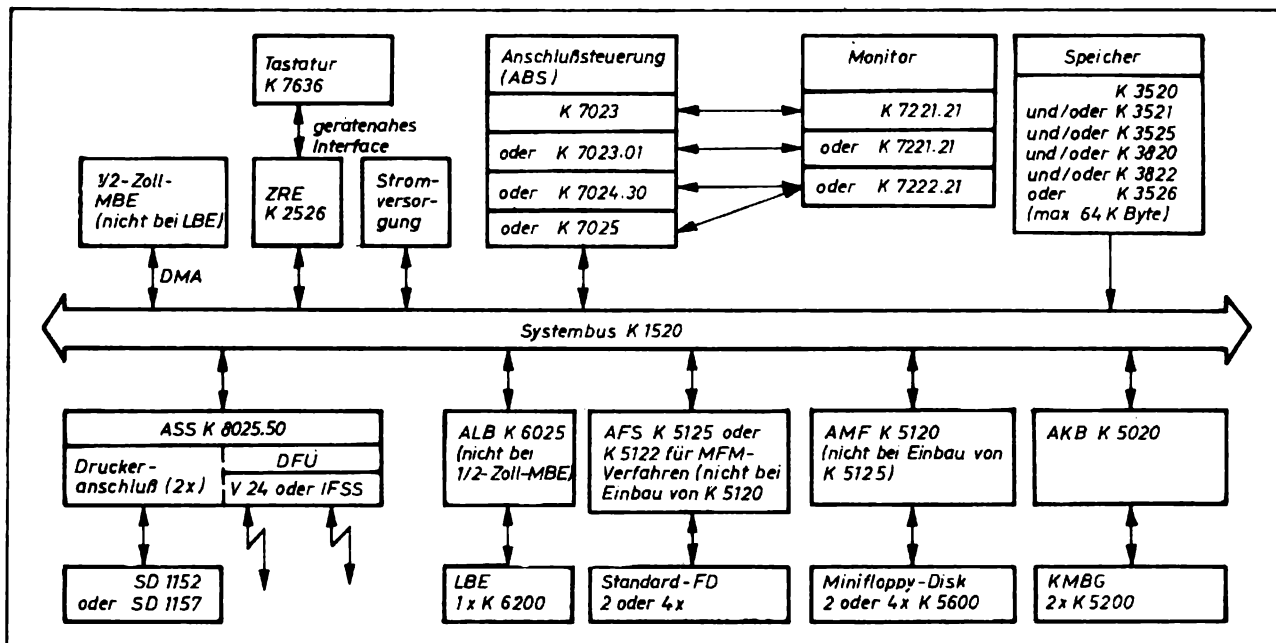 Tastatur
K 7636
gerätenahes
Interface
1/2-Zoll-
MBE
(nicht bei LBE)
DMA
ZRE
K 2526
Strom-
versor-
gung
Anschlußsteuerung
(ABS)
K 7023
oder K 7023.01
oder K 7024.30
oder K 7025
Monitor
K 7221.21
oder K 7221.21
oder K 7222.21
Speicher
K 3520
und/oder K 3521
und/oder K 3525
und/oder K 3820
und/oder K 3822
oder K 3526
(max 64 K Byte)
Systembus K 1520
ASS K 8025.50
Drucker-
anschluß (2x)
DFÜ
V 24 oder IFSS
SD 1152
oder SD 1157
ALB K 6025
(nicht bei
1/2-Zoll-MBE)
LBE
1x K 6200
AFS K 5125 oder
K 5122 für MFM-
Verfahren (nicht bei
Einbau von K 5120
Standard-FD
2 oder 4x
AMF K 5120
(nicht bei Einbau von
K 5125)
Minifloppy-Disk
2 oder 4x K 5600
AKB K 5020
KMBG
2x K 5200